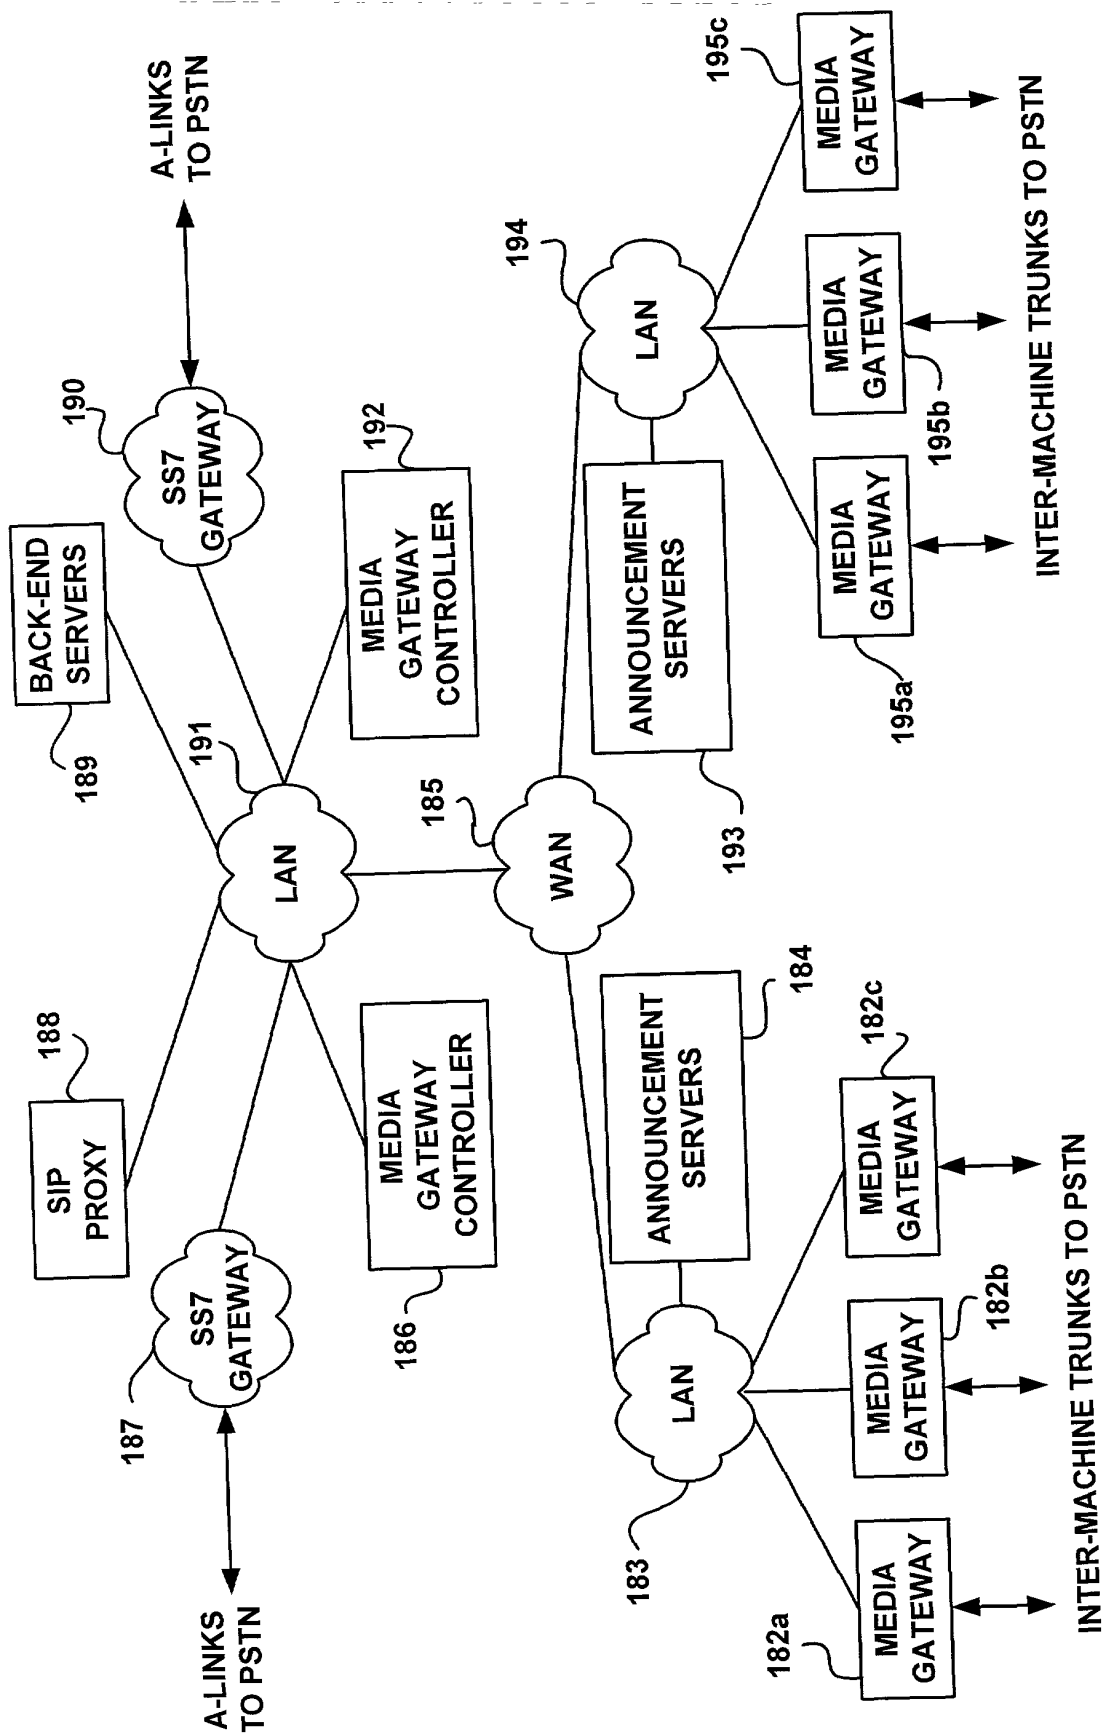 A-LINKS
TO PSTN
187
SS7
GATEWAY
188
SIP
PROXY
189
BACK-END
SERVERS
190
SS7
GATEWAY
A-LINKS
TO PSTN
191
LAN
186
MEDIA
GATEWAY
CONTROLLER
192
MEDIA
GATEWAY
CONTROLLER
185
WAN
183
LAN
184
ANNOUNCEMENT
SERVERS
193
ANNOUNCEMENT
SERVERS
194
LAN
182a
MEDIA
GATEWAY
182b
MEDIA
GATEWAY
182c
MEDIA
GATEWAY
INTER-MACHINE TRUNKS TO PSTN
195a
MEDIA
GATEWAY
195b
MEDIA
GATEWAY
195c
MEDIA
GATEWAY
INTER-MACHINE TRUNKS TO PSTN